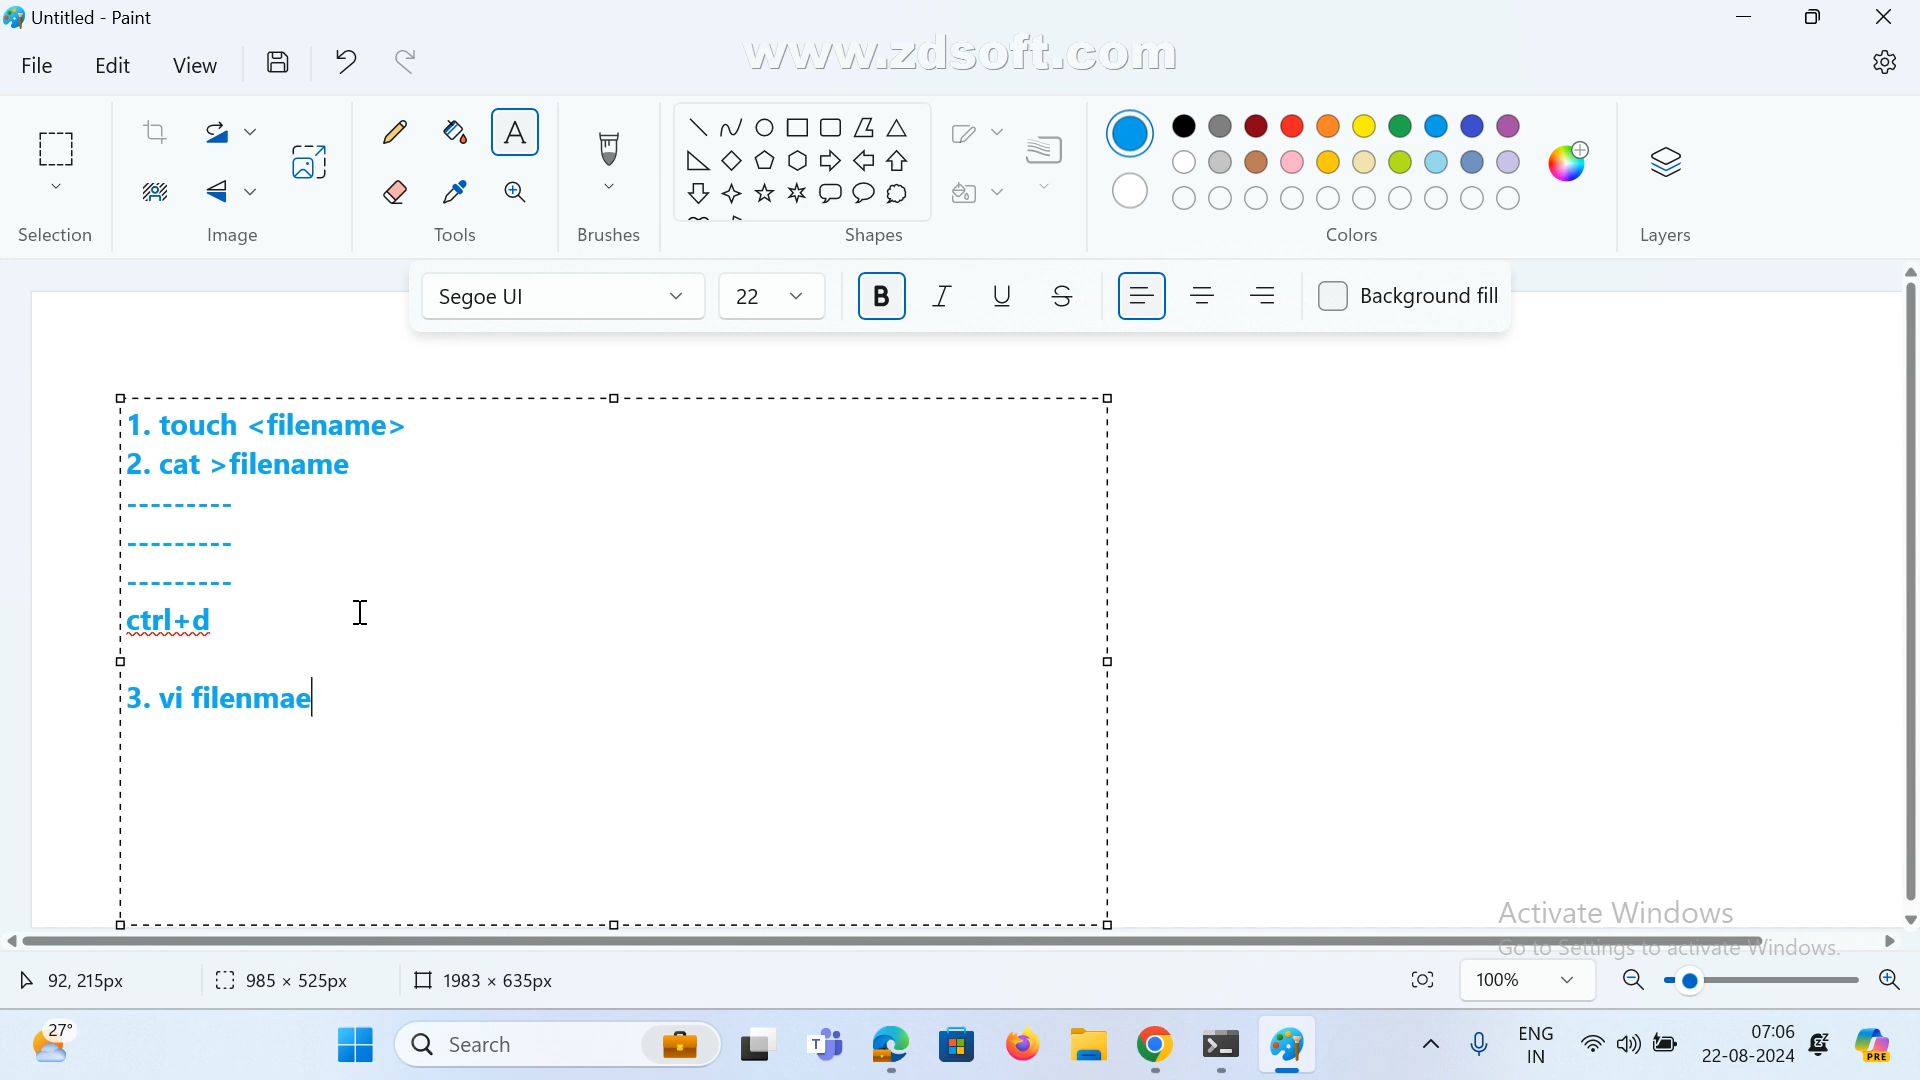 Untitled - Paint
File Edit View
www.zdsoft.com
Selection Image Tools Brushes Shapes Colors Layers
Segoe UI 22 B I U S Background fill
1. touch <filename>
2. cat >filename
---------
---------
---------
ctrl+d
3. vi filenmae
Activate Windows
Go to Settings to activate Windows.
92, 215px 985 × 525px 1983 × 635px 100%
27° Search ENG 07:06
IN 22-08-2024 PRE